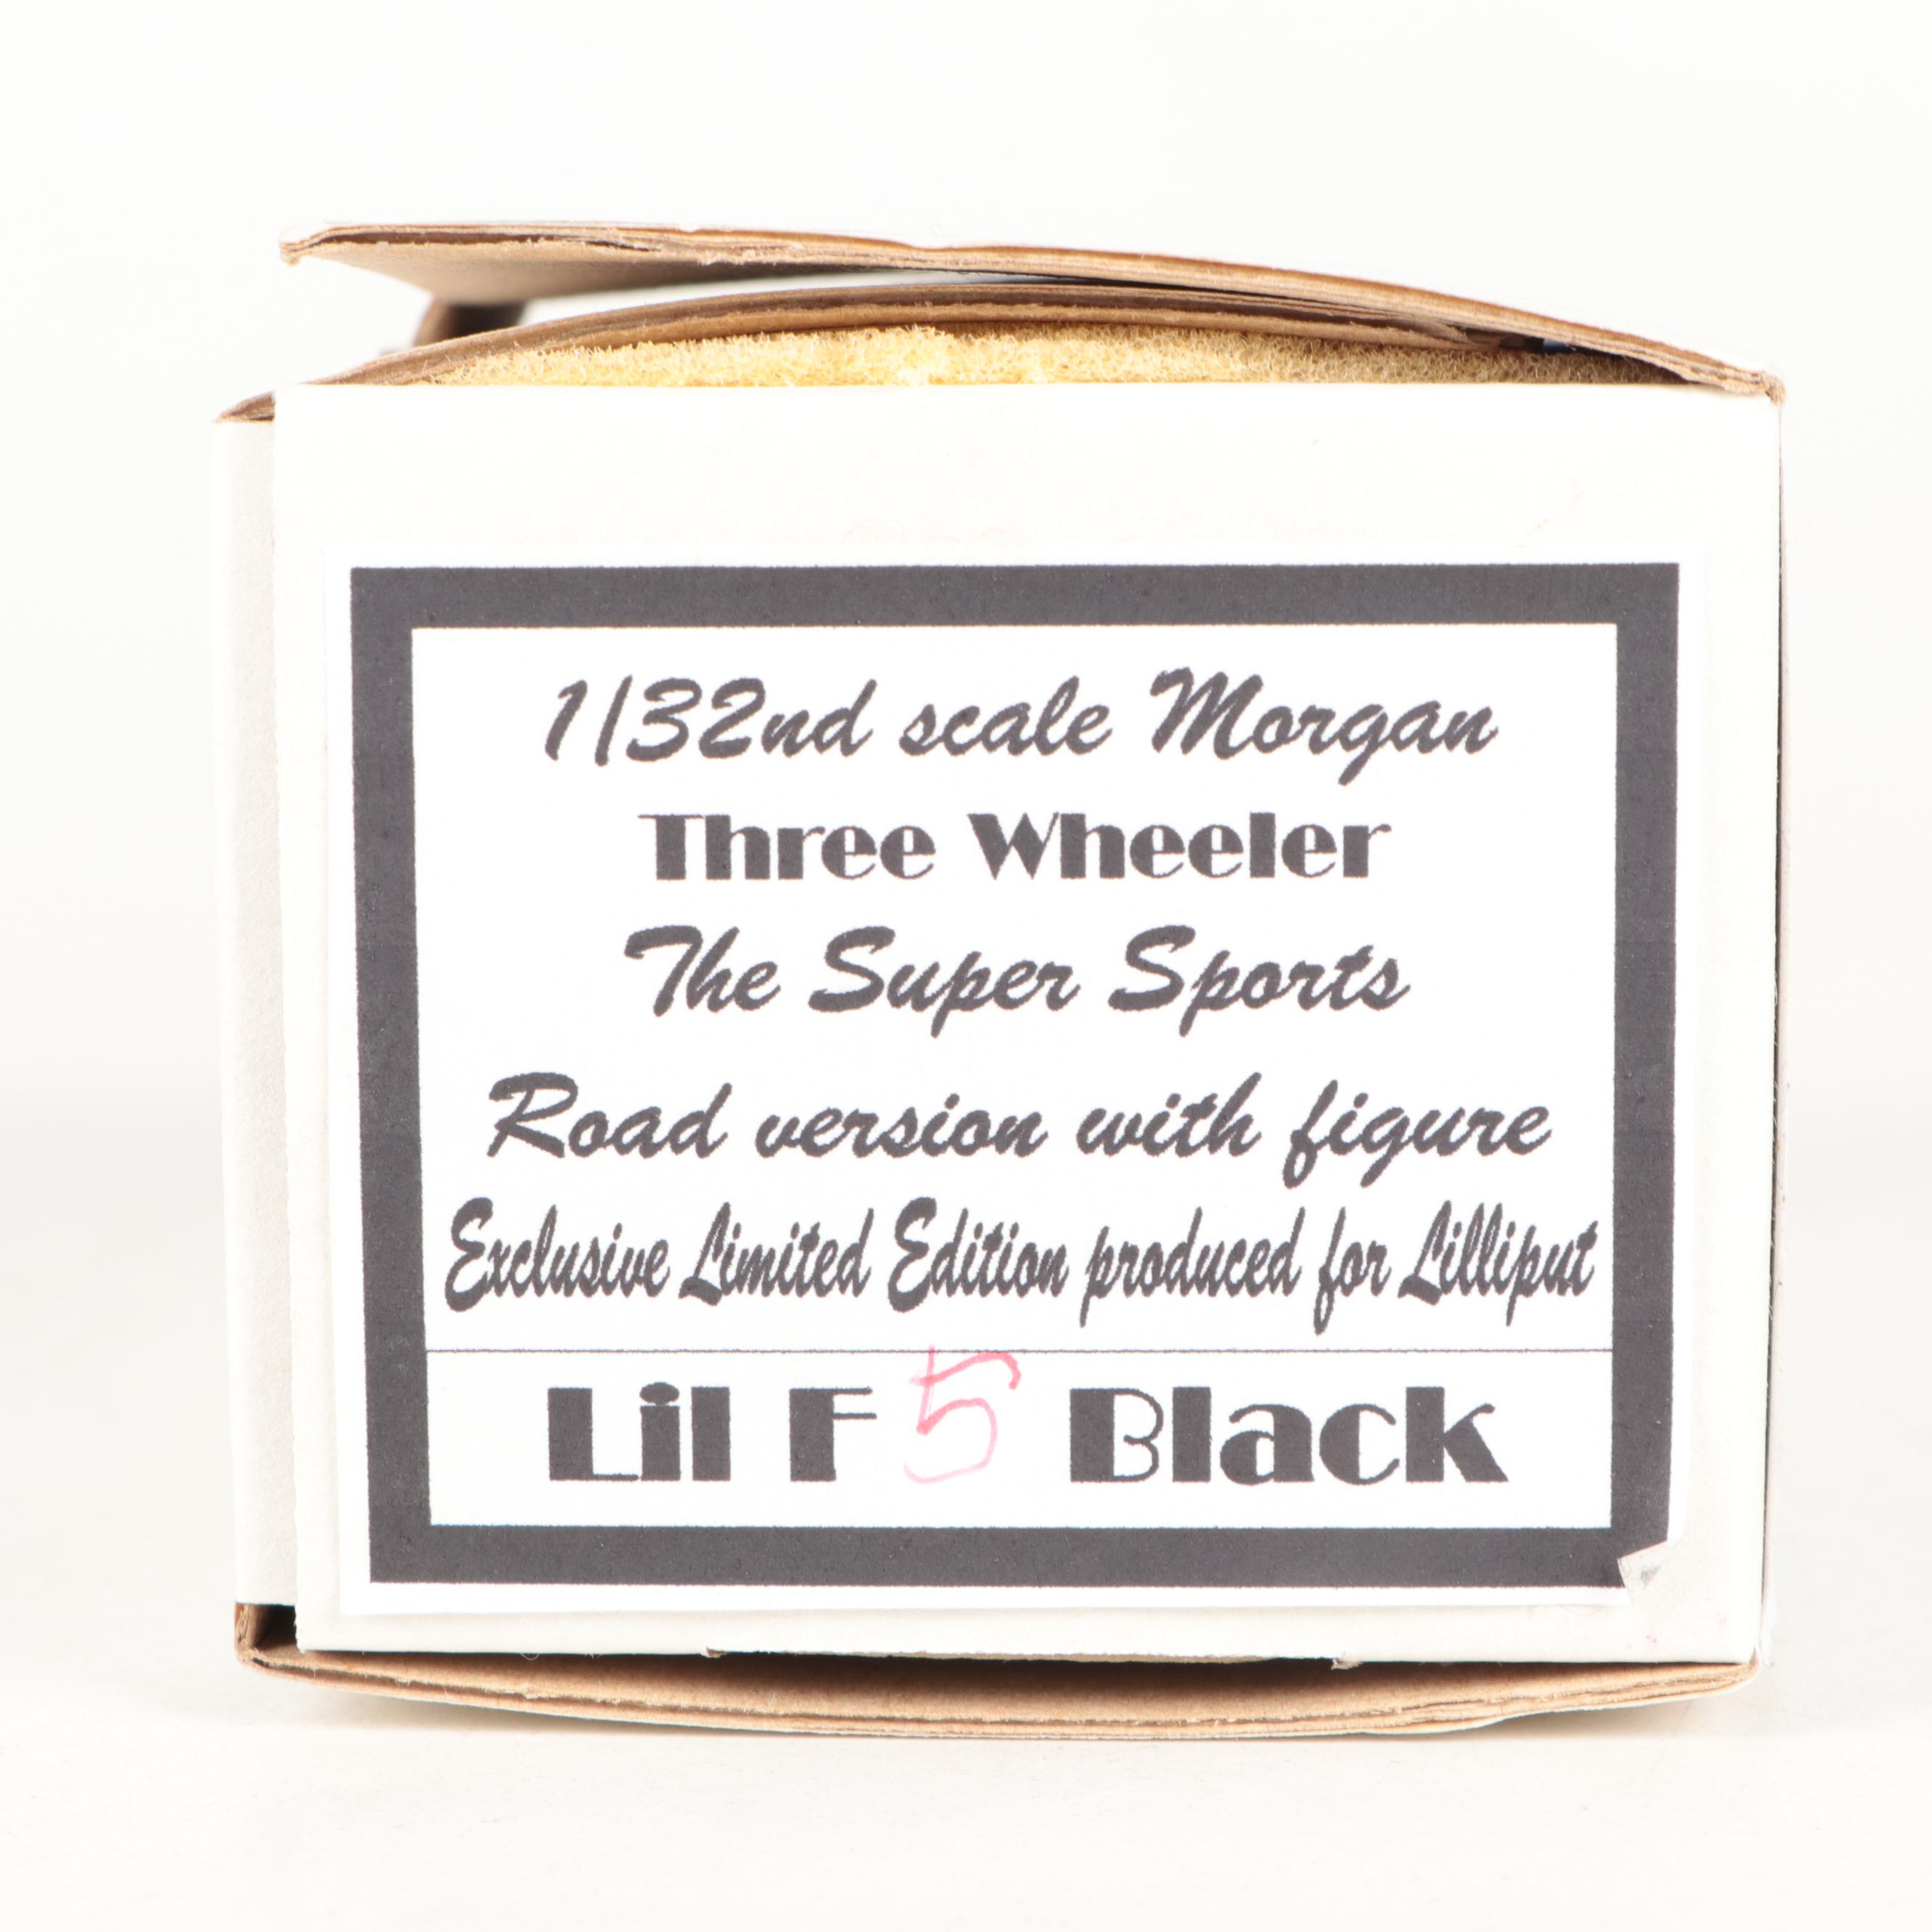 1/32nd scale Morgan
Three Wheeler
The Super Sports
Road version with figure
Exclusive Limited Edition produced for Lilliput
Lil F 5 Black